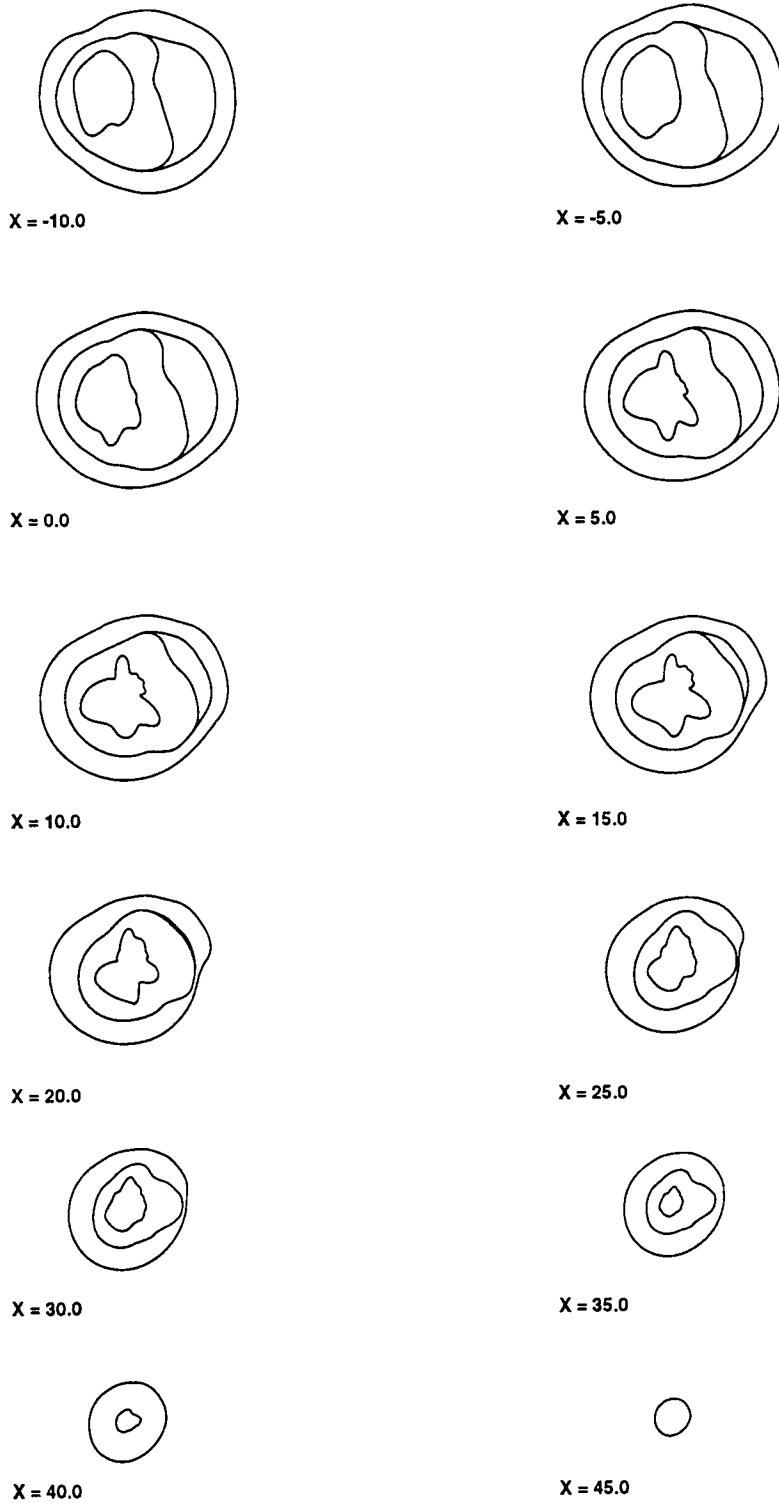 X = -10.0
X = -5.0
X = 0.0
X = 5.0
X = 10.0
X = 15.0
X = 20.0
X = 25.0
X = 30.0
X = 35.0
X = 40.0
X = 45.0